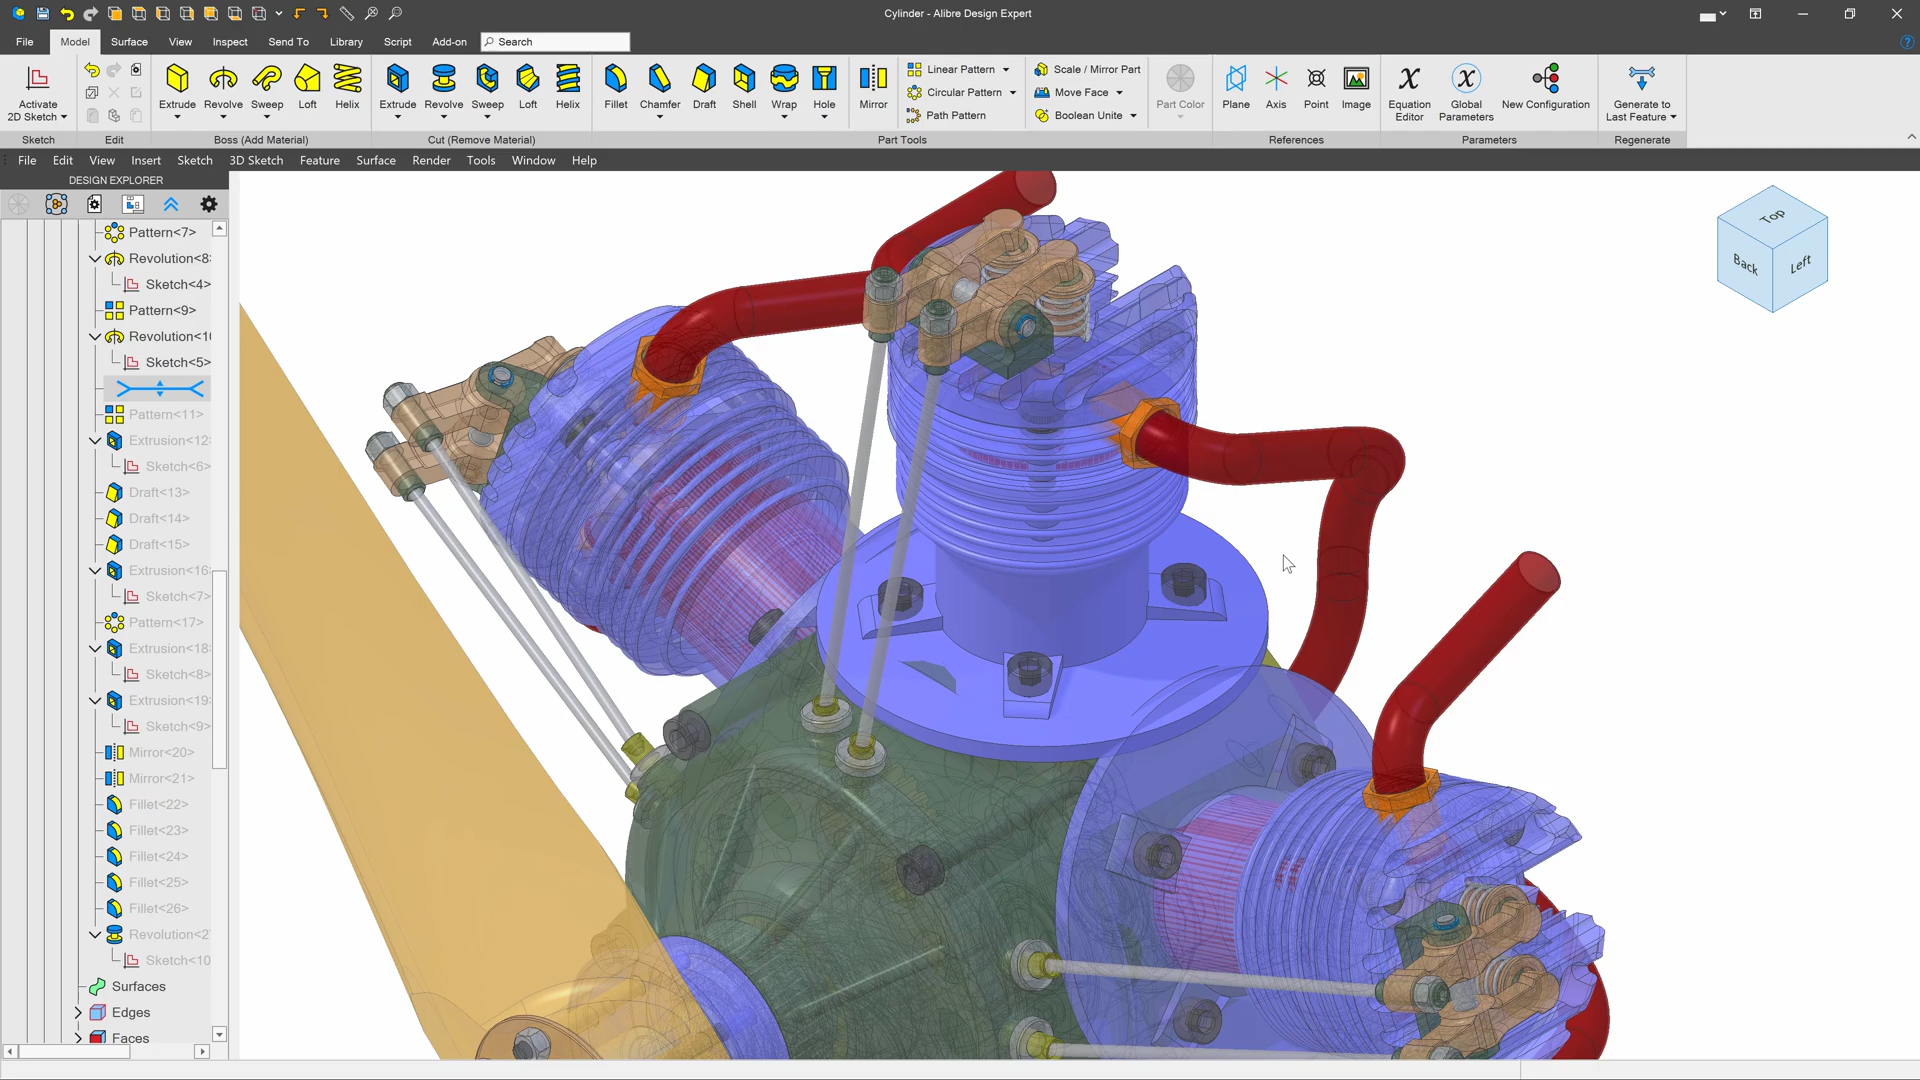 Cylinder - Alibre Design Expert
File Model Surface View Inspect Send To Library Script Add-on Search
Activate
2D Sketch
Extrude Revolve Sweep Loft Helix
Extrude Revolve Sweep Loft Helix
Fillet Chamfer Draft Shell Wrap Hole
Mirror
Linear Pattern
Circular Pattern
Path Pattern
Scale / Mirror Part
Move Face
Boolean Unite
Part Color
Plane Axis Point Image
Equation
Editor
Global
Parameters
New Configuration
Generate to
Last Feature
Sketch Edit Boss (Add Material) Cut (Remove Material) Part Tools References Parameters Regenerate
File Edit View Insert Sketch 3D Sketch Feature Surface Render Tools Window Help
DESIGN EXPLORER
Pattern<7>
Revolution<8>
Sketch<4>
Pattern<9>
Revolution<10
Sketch<5>
Pattern<11>
Extrusion<12>
Sketch<6>
Draft<13>
Draft<14>
Draft<15>
Extrusion<16>
Sketch<7>
Pattern<17>
Extrusion<18>
Sketch<8>
Extrusion<19>
Sketch<9>
Mirror<20>
Mirror<21>
Fillet<22>
Fillet<23>
Fillet<24>
Fillet<25>
Fillet<26>
Revolution<2
Sketch<10
Surfaces
Edges
Faces
Top
Back
Left